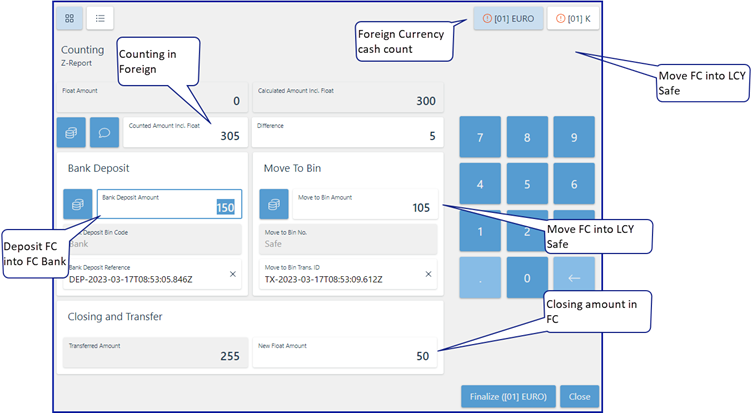 Foreign Currency
cash count
[01] EURO
[01] K
Counting
Z-Report
Counting in
Foreign
Move FC into LCY
Safe
Float Amount
0
Calculated Amount Incl. Float
300
Counted Amount Incl. Float
305
Difference
5
7
8
9
Bank Deposit
Move To Bin
4
5
6
Bank Deposit Amount
150
Move to Bin Amount
105
Deposit FC
into FC Bank
Deposit Bin Code
Bank
Move to Bin No.
Safe
1
2
Move FC into LCY
Safe
Bank Deposit Reference
DEP-2023-03-17T08:53:05.846Z
×
Move to Bin Trans. ID
TX-2023-03-17T08:53:09.612Z
×
.
0
←
Closing amount in
FC
Closing and Transfer
Transferred Amount
255
New Float Amount
50
Finalize ([01] EURO)
Close